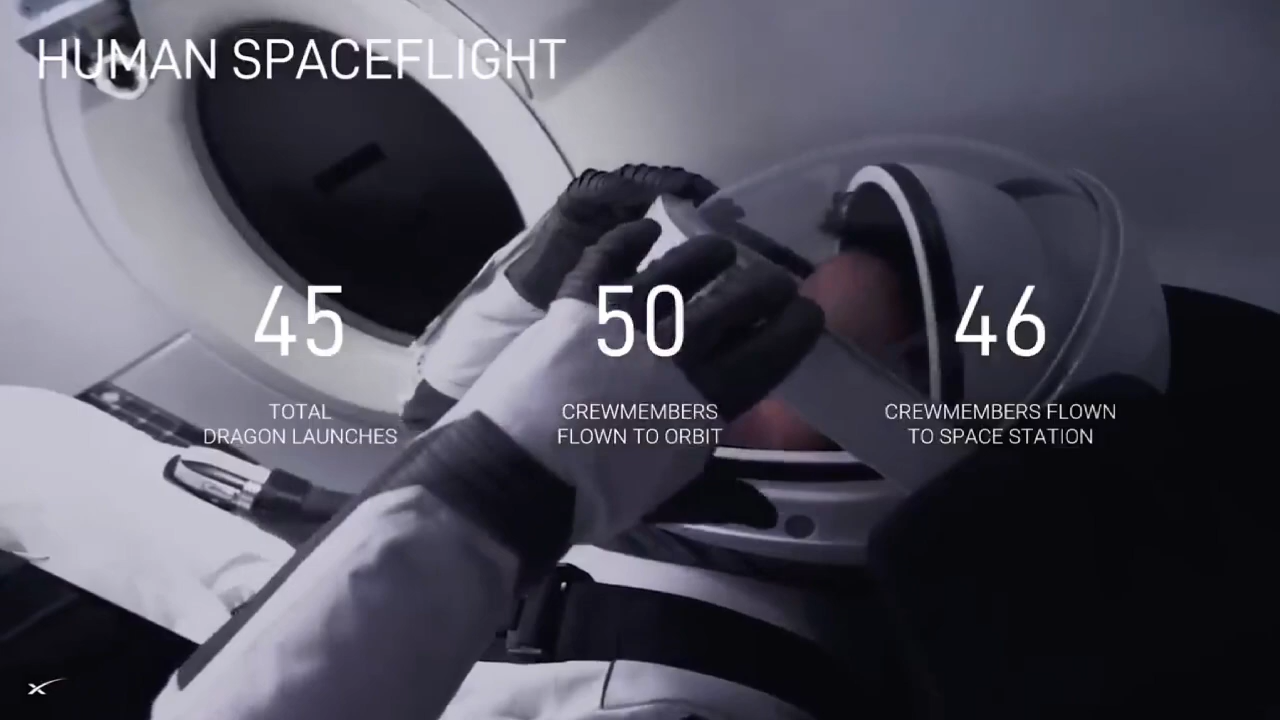 HUMAN SPACEFLIGHT
45
TOTAL
DRAGON LAUNCHES
50
CREWMEMBERS
FLOWN TO ORBIT
46
CREWMEMBERS FLOWN
TO SPACE STATION